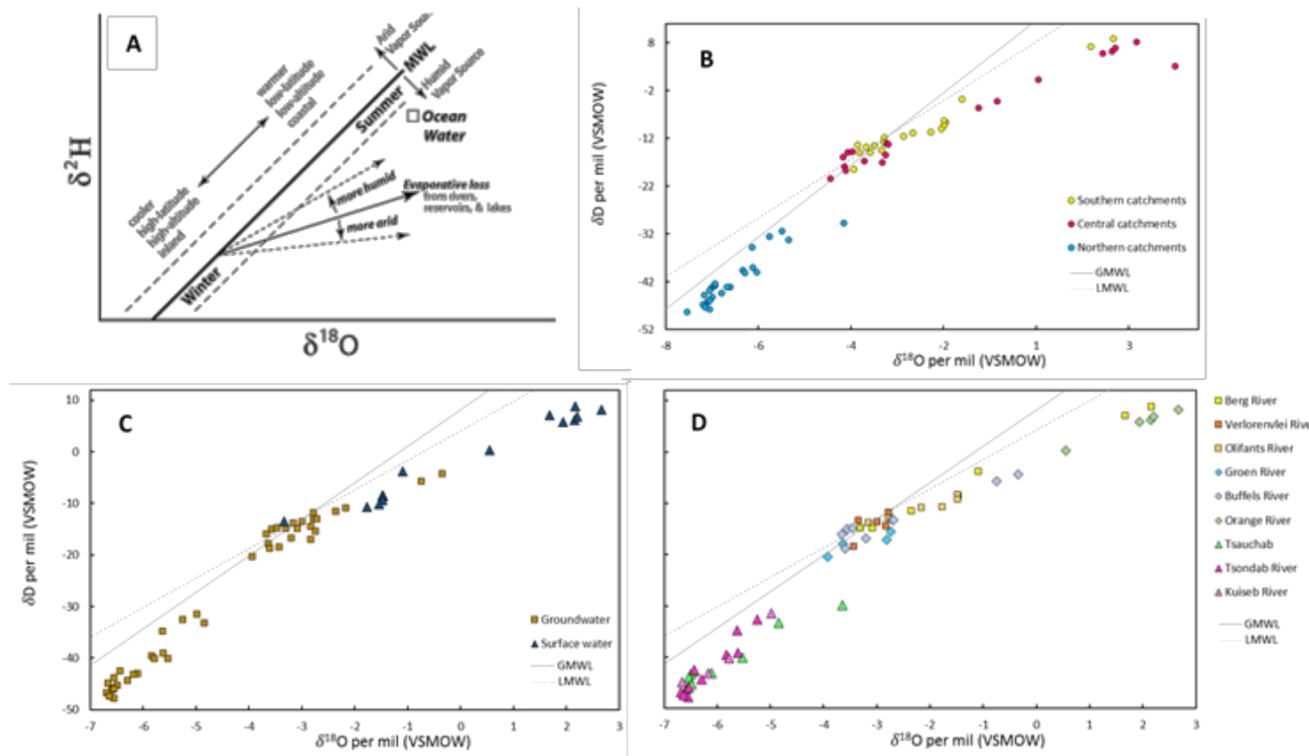 A
δ²H
δ¹⁸O
warmer
low-latitude
low-altitude
coastal
cooler
high-latitude
high-altitude
inland
Arid
Vapor Source
MWL
Humid
Vapor Source
Summer
Winter
Ocean
Water
more humid
Evaporative loss
from rivers,
reservoirs, & lakes
more arid
B
δD per mil (VSMOW)
8
-2
-12
-22
-32
-42
-52
-8
-6
-4
-2
1
3
δ¹⁸O per mil (VSMOW)
Southern catchments
Central catchments
Northern catchments
GMWL
LMWL
C
δD per mil (VSMOW)
10
0
-10
-20
-30
-40
-50
-7
-6
-5
-4
-3
-2
-1
0
1
2
3
δ¹⁸O per mil (VSMOW)
Groundwater
Surface water
GMWL
LMWL
D
-7
-6
-5
-4
-3
-2
-1
0
1
2
3
δ¹⁸O per mil (VSMOW)
Berg River
Verlorenvlei Rive
Olifants River
Groen River
Buffels River
Orange River
Tsauchab
Tsondab River
Kuiseb River
GMWL
LMWL